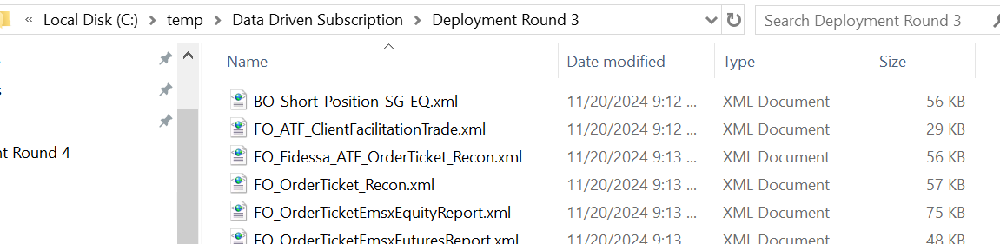 « Local Disk (C:) > temp > Data Driven Subscription > Deployment Round 3
Search Deployment Round 3
Name Date modified Type Size
BO_Short_Position_SG_EQ.xml 11/20/2024 9:12 ... XML Document 56 KB
FO_ATF_ClientFacilitationTrade.xml 11/20/2024 9:12 ... XML Document 29 KB
FO_Fidessa_ATF_OrderTicket_Recon.xml 11/20/2024 9:13 ... XML Document 56 KB
nt Round 4
FO_OrderTicket_Recon.xml 11/20/2024 9:13 ... XML Document 57 KB
FO_OrderTicketEmsxEquityReport.xml 11/20/2024 9:13 ... XML Document 75 KB
FO_OrderTicketEmsxFuturesReport.xml 11/20/2024 9:13 XML Document 48 KB